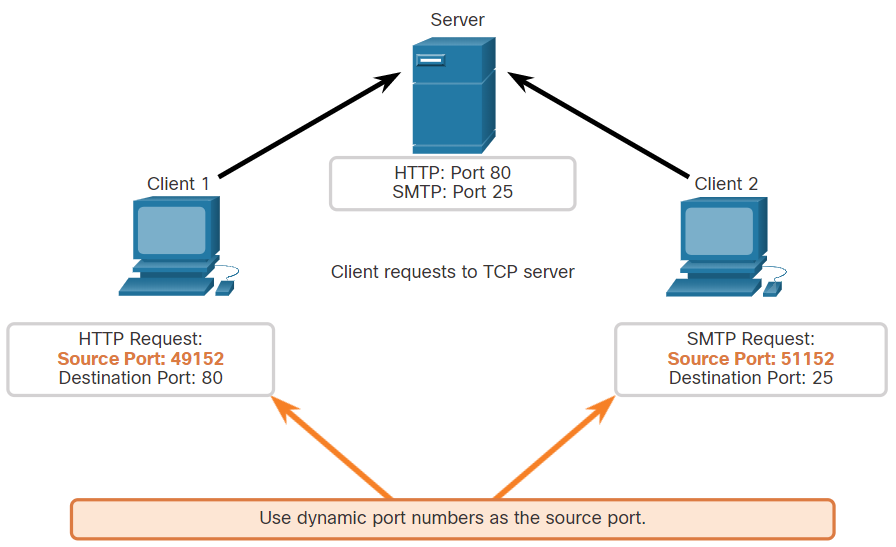 Server
HTTP: Port 80
SMTP: Port 25
Client 1
Client 2
Client requests to TCP server
HTTP Request:
Source Port: 49152
Destination Port: 80
SMTP Request:
Source Port: 51152
Destination Port: 25
Use dynamic port numbers as the source port.